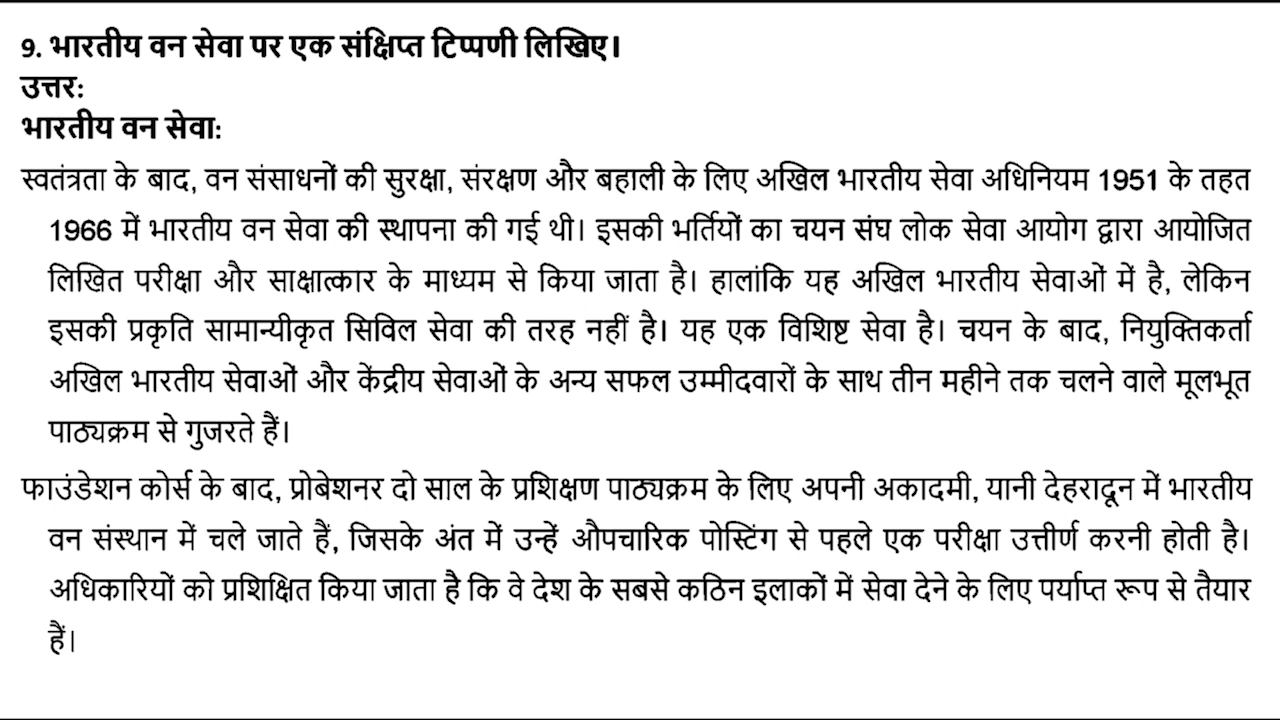 9. भारतीय वन सेवा पर एक संक्षिप्त टिप्पणी लिखिए।
उत्तर:
भारतीय वन सेवा:
स्वतंत्रता के बाद, वन संसाधनों की सुरक्षा, संरक्षण और बहाली के लिए अखिल भारतीय सेवा अधिनियम 1951 के तहत
1966 में भारतीय वन सेवा की स्थापना की गई थी। इसकी भर्तियों का चयन संघ लोक सेवा आयोग द्वारा आयोजित
लिखित परीक्षा और साक्षात्कार के माध्यम से किया जाता है। हालांकि यह अखिल भारतीय सेवाओं में है, लेकिन
इसकी प्रकृति सामान्यीकृत सिविल सेवा की तरह नहीं है। यह एक विशिष्ट सेवा है। चयन के बाद, नियुक्तिकर्ता
अखिल भारतीय सेवाओं और केंद्रीय सेवाओं के अन्य सफल उम्मीदवारों के साथ तीन महीने तक चलने वाले मूलभूत
पाठ्यक्रम से गुजरते हैं।
फाउंडेशन कोर्स के बाद, प्रोबेशनर दो साल के प्रशिक्षण पाठ्यक्रम के लिए अपनी अकादमी, यानी देहरादून में भारतीय
वन संस्थान में चले जाते हैं, जिसके अंत में उन्हें औपचारिक पोस्टिंग से पहले एक परीक्षा उत्तीर्ण करनी होती है।
अधिकारियों को प्रशिक्षित किया जाता है कि वे देश के सबसे कठिन इलाकों में सेवा देने के लिए पर्याप्त रूप से तैयार
हैं।